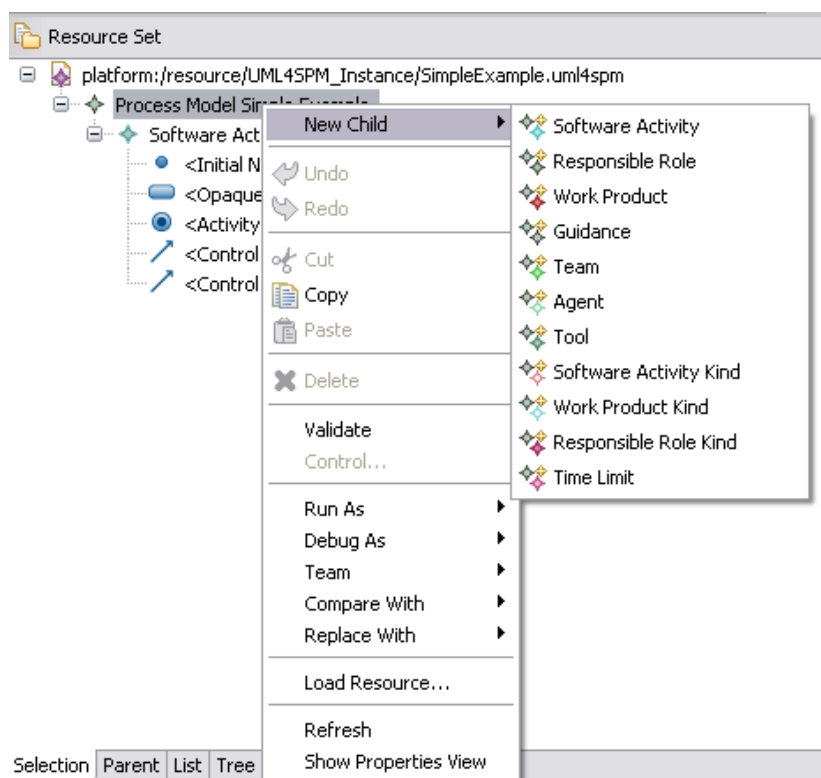 Resource Set
platform:/resource/UML4SPM_Instance/SimpleExample.uml4spm
Process Model Simple Example
Software Act
<Initial N
<Opaque
<Activity
<Control
<Control
New Child
Undo
Redo
Cut
Copy
Paste
Delete
Validate
Control...
Run As
Debug As
Team
Compare With
Replace With
Load Resource...
Refresh
Show Properties View
Software Activity
Responsible Role
Work Product
Guidance
Team
Agent
Tool
Software Activity Kind
Work Product Kind
Responsible Role Kind
Time Limit
Selection Parent List Tree